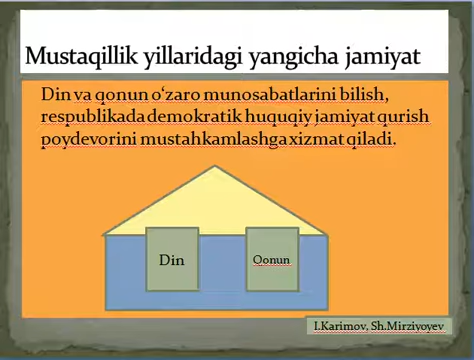 Mustaqillik yillaridagi yangicha jamiyat
Din va qonun o‘zaro munosabatlarini bilish,
respublikada demokratik huquqiy jamiyat qurish
poydevorini mustahkamlashga xizmat qiladi.
Din
Qonun
I.Karimov, Sh.Mirziyoyev